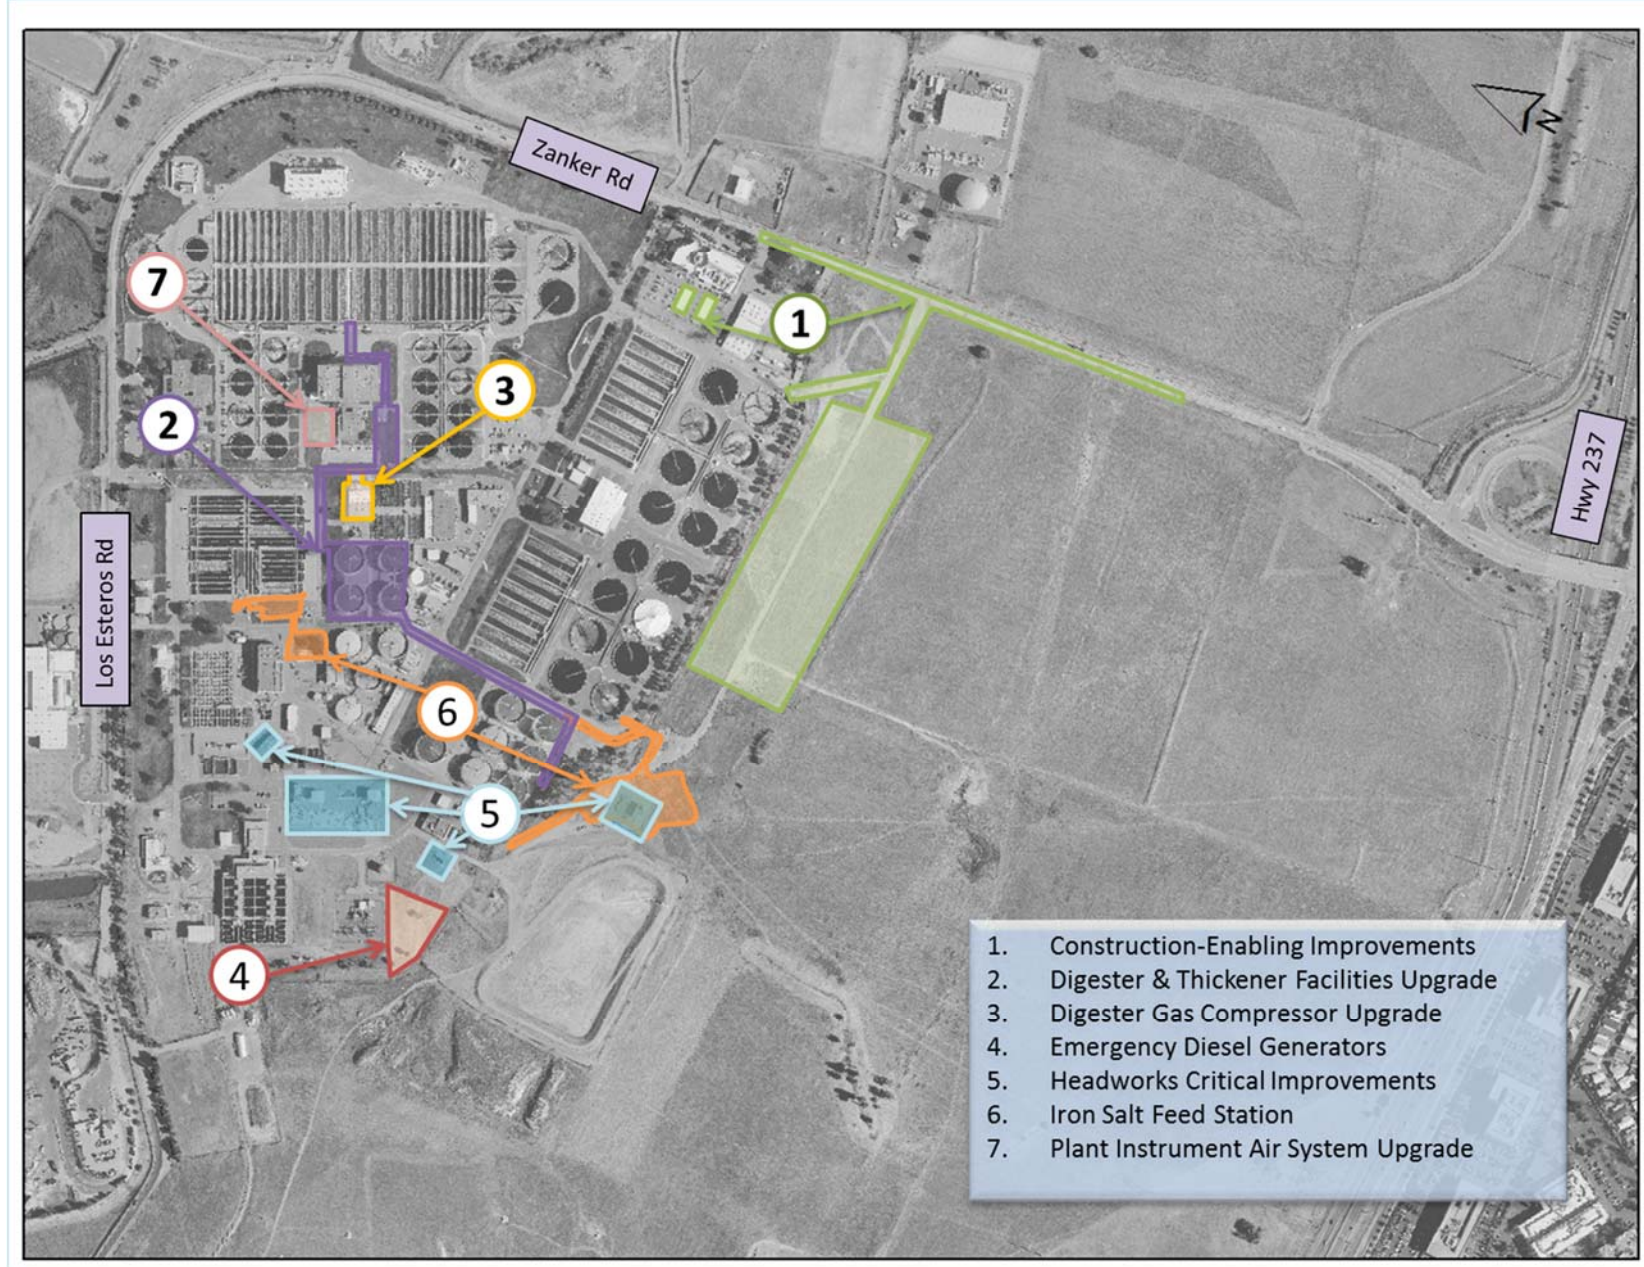 Zanker Rd
N
7
1
3
2
Hwy 237
Los Esteros Rd
6
5
4
1. Construction-Enabling Improvements
2. Digester & Thickener Facilities Upgrade
3. Digester Gas Compressor Upgrade
4. Emergency Diesel Generators
5. Headworks Critical Improvements
6. Iron Salt Feed Station
7. Plant Instrument Air System Upgrade